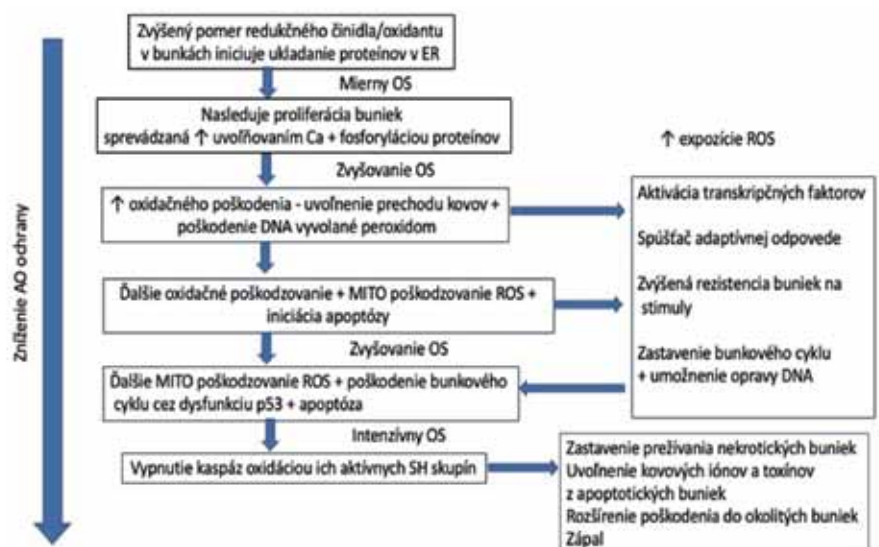 Zvýšený pomer redukčného činidla/oxidantu
v bunkách iniciuje ukladanie proteínov v ER
Mierny OS
Nasleduje proliferácia buniek
sprevádzaná ↑ uvoľňovaním Ca + fosforyláciou proteínov
Zvyšovanie OS
↑ oxidačného poškodenia - uvoľnenie prechodu kovov +
poškodenie DNA vyvolané peroxidom
Ďalšie oxidačné poškodzovanie + MITO poškodzovanie ROS +
iniciácia apoptózy
Zvyšovanie OS
Ďalšie MITO poškodzovanie ROS + poškodenie bunkového
cyklu cez dysfunkciu p53 + apoptóza
Intenzívny OS
Vypnutie kaspáz oxidáciou ich aktívnych SH skupín
Zníženie AO ochrany
↑ expozície ROS
Aktivácia transkripčných faktorov
Spúšťač adaptívnej odpovede
Zvýšená rezistencia buniek na
stimuly
Zastavenie bunkového cyklu
+ umožnenie opravy DNA
Zastavenie prežívania nekrotických buniek
Uvoľnenie kovových iónov a toxínov
z apoptotických buniek
Rozšírenie poškodenia do okolitých buniek
Zápal